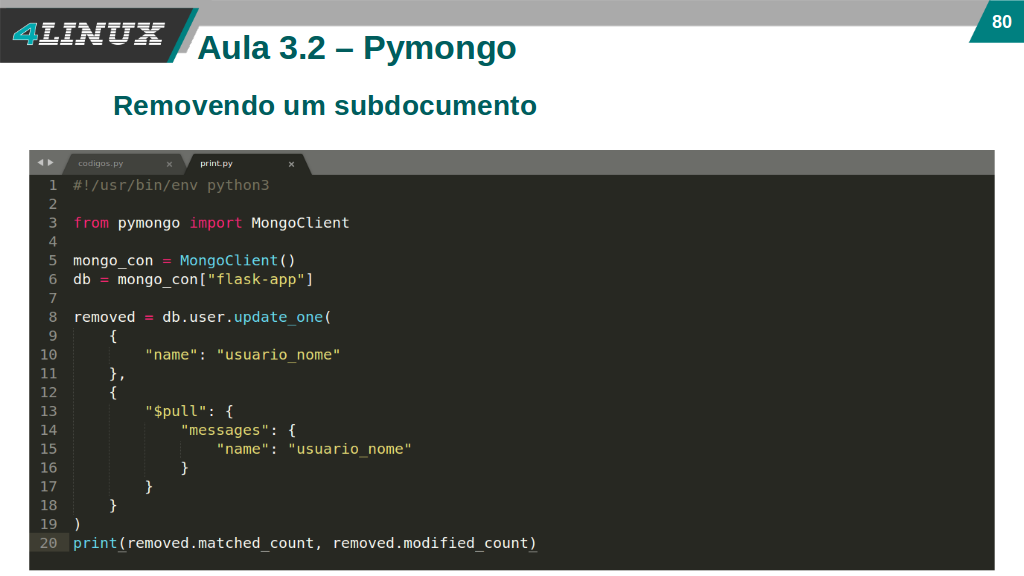 4LINUX
80
Aula 3.2 – Pymongo
Removendo um subdocumento
codigos.py × print.py ×
1 #!/usr/bin/env python3
2
3 from pymongo import MongoClient
4
5 mongo_con = MongoClient()
6 db = mongo_con["flask-app"]
7
8 removed = db.user.update_one(
9     {
10         "name": "usuario_nome"
11     },
12     {
13         "$pull": {
14             "messages": {
15                 "name": "usuario_nome"
16             }
17         }
18     }
19 )
20 print(removed.matched_count, removed.modified_count)